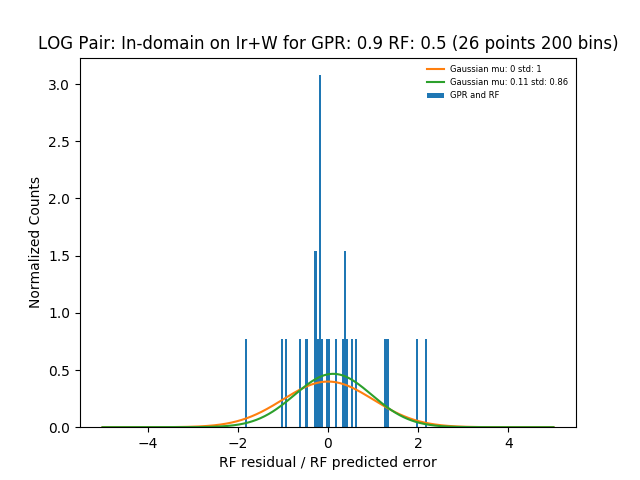 LOG Pair: In-domain on Ir+W for GPR: 0.9 RF: 0.5 (26 points 200 bins)
Gaussian mu: 0 std: 1
Gaussian mu: 0.11 std: 0.86
GPR and RF
Normalized Counts
3.0
2.5
2.0
1.5
1.0
0.5
0.0
−4 −2 0 2 4
RF residual / RF predicted error